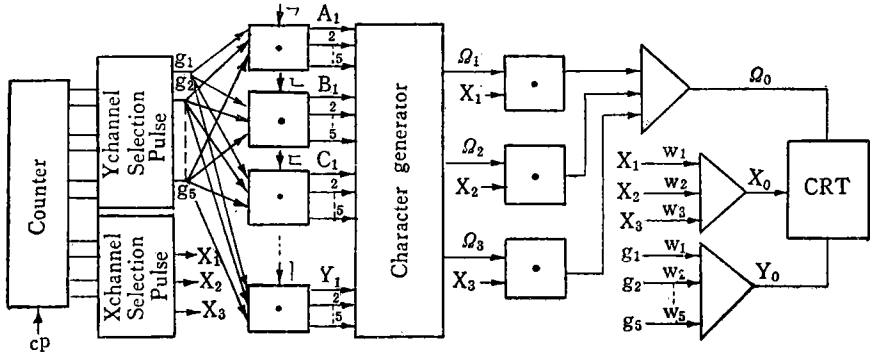 Counter
cp
Ychannel
Selection
Pulse
g₁
g₂
g₅
Xchannel
Selection
Pulse
X₁
X₂
X₃
ㄱ
A₁
2
5
ㄴ
B₁
2
5
ㄷ
C₁
2
5
ㅣ
Y₁
2
5
Character generator
Ω₁
X₁
Ω₂
X₂
Ω₃
X₃
Ω₀
X₁ w₁
X₂ w₂
X₃ w₃
X₀
g₁ w₁
g₂ w₂
g₅ w₅
Y₀
CRT